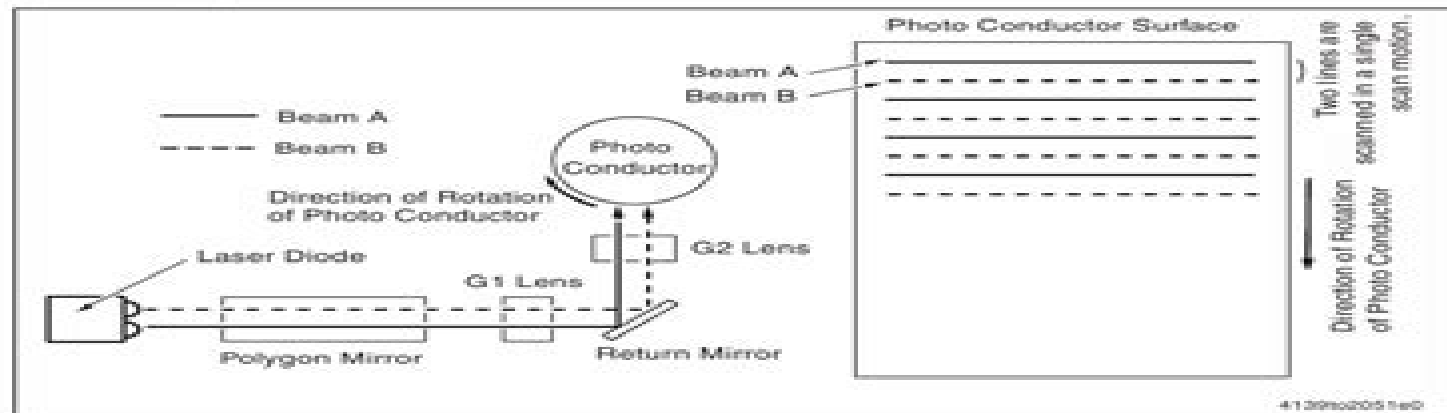 Photo Conductor Surface
Beam A
Beam B
Two lines are
scanned in a single
scan motion.
Beam A
Beam B
Photo
Conductor
Direction of Rotation
of Photo Conductor
G2 Lens
Laser Diode
G1 Lens
Polygon Mirror
Return Mirror
Direction of Rotation
of Photo Conductor